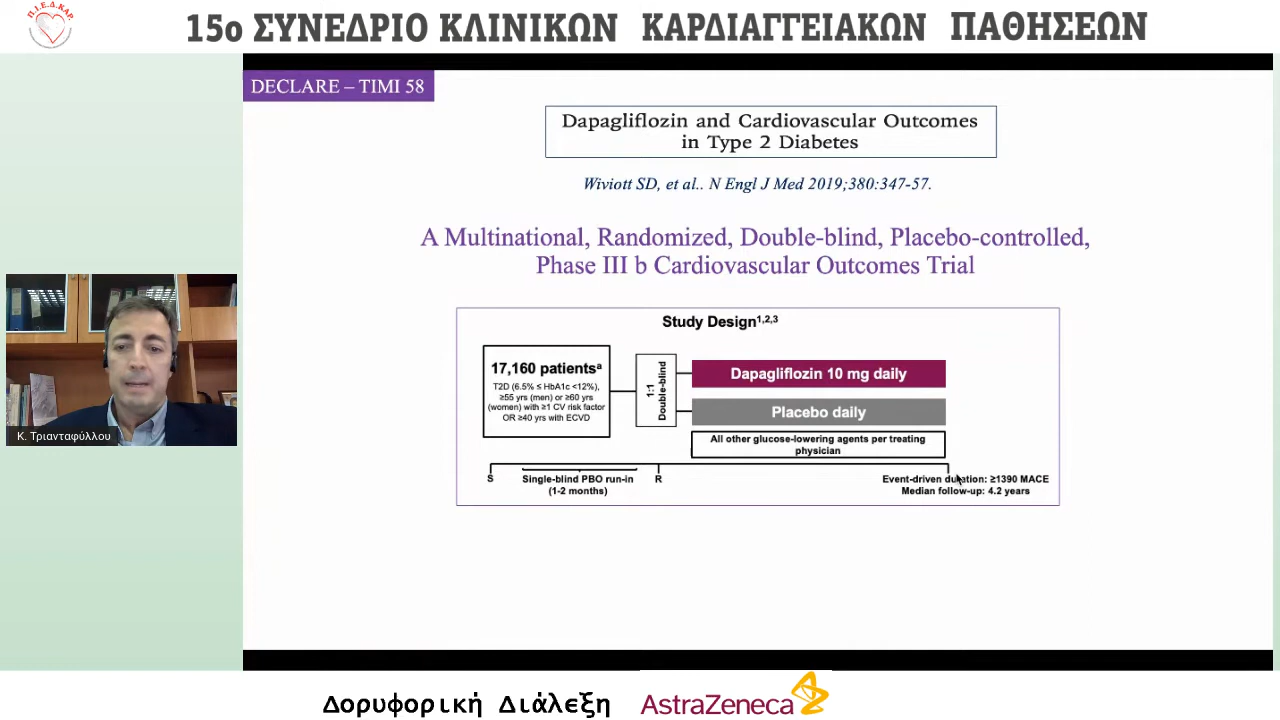 Π.Ι.Ε.Δ.ΚΑΡ.
15ο ΣΥΝΕΔΡΙΟ ΚΛΙΝΙΚΩΝ ΚΑΡΔΙΑΓΓΕΙΑΚΩΝ ΠΑΘΗΣΕΩΝ
DECLARE – TIMI 58
Dapagliflozin and Cardiovascular Outcomes
in Type 2 Diabetes
Wiviott SD, et al.. N Engl J Med 2019;380:347-57.
A Multinational, Randomized, Double-blind, Placebo-controlled,
Phase III b Cardiovascular Outcomes Trial
Study Design1,2,3
17,160 patientsa
T2D (6.5% ≤ HbA1c <12%),
≥55 yrs (men) or ≥60 yrs
(women) with ≥1 CV risk factor
OR ≥40 yrs with ECVD
1:1
Double-blind
Dapagliflozin 10 mg daily
Placebo daily
All other glucose-lowering agents per treating
physician
S
Single-blind PBO run-in
(1-2 months)
R
Event-driven duration: ≥1390 MACE
Median follow-up: 4.2 years
Κ. Τριανταφύλλου
Δορυφορική Διάλεξη
AstraZeneca